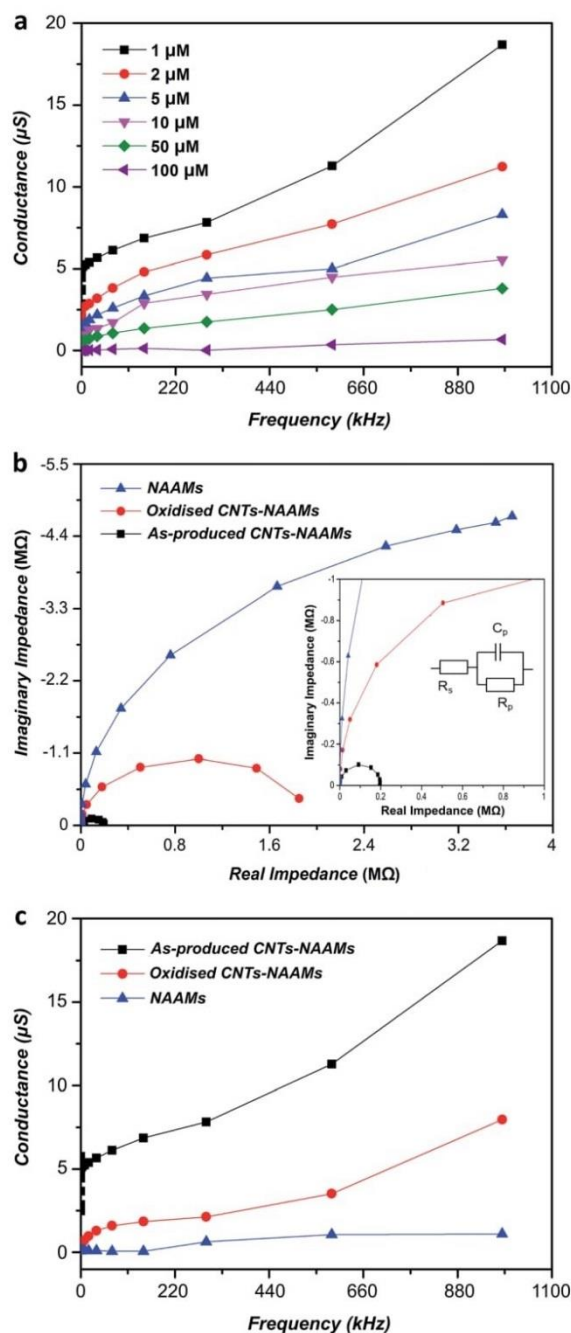 a
20
15
10
5
0
Conductance (µS)
1 µM
2 µM
5 µM
10 µM
50 µM
100 µM
0 220 440 660 880 1100
Frequency (kHz)
b
-5.5
-4.4
-3.3
-2.2
-1.1
0
Imaginary Impedance (MΩ)
NAAMs
Oxidised CNTs-NAAMs
As-produced CNTs-NAAMs
-1
-0.8
-0.6
-0.4
-0.2
0
Imaginary Impedance (MΩ)
Cp
Rs
Rp
0 0.2 0.4 0.6 0.8 1
Real Impedance (MΩ)
0 0.8 1.6 2.4 3.2 4
Real Impedance (MΩ)
c
20
15
10
5
0
Conductance (µS)
As-produced CNTs-NAAMs
Oxidised CNTs-NAAMs
NAAMs
0 220 440 660 880 1100
Frequency (kHz)